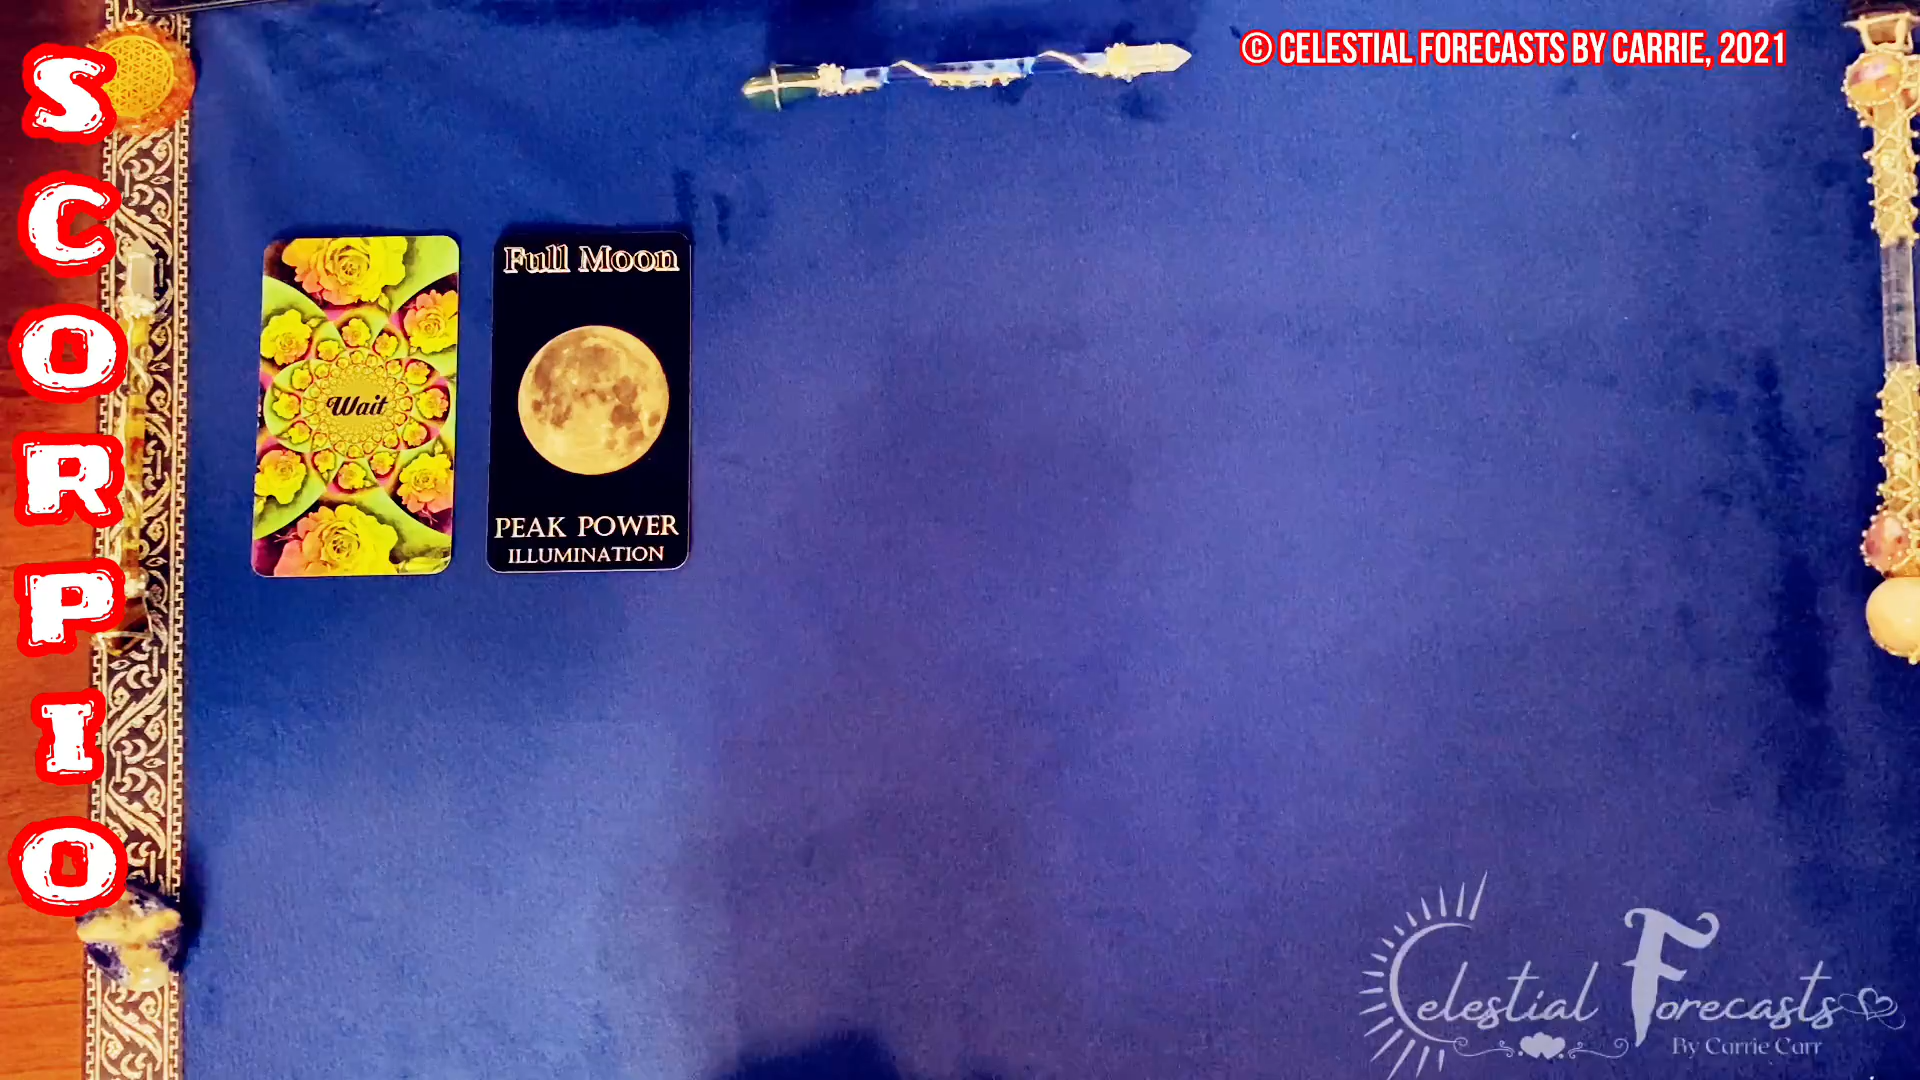 SCORPIO
© CELESTIAL FORECASTS BY CARRIE, 2021
Wait
Full Moon
PEAK POWER
ILLUMINATION
Celestial Forecasts
By Carrie Carr